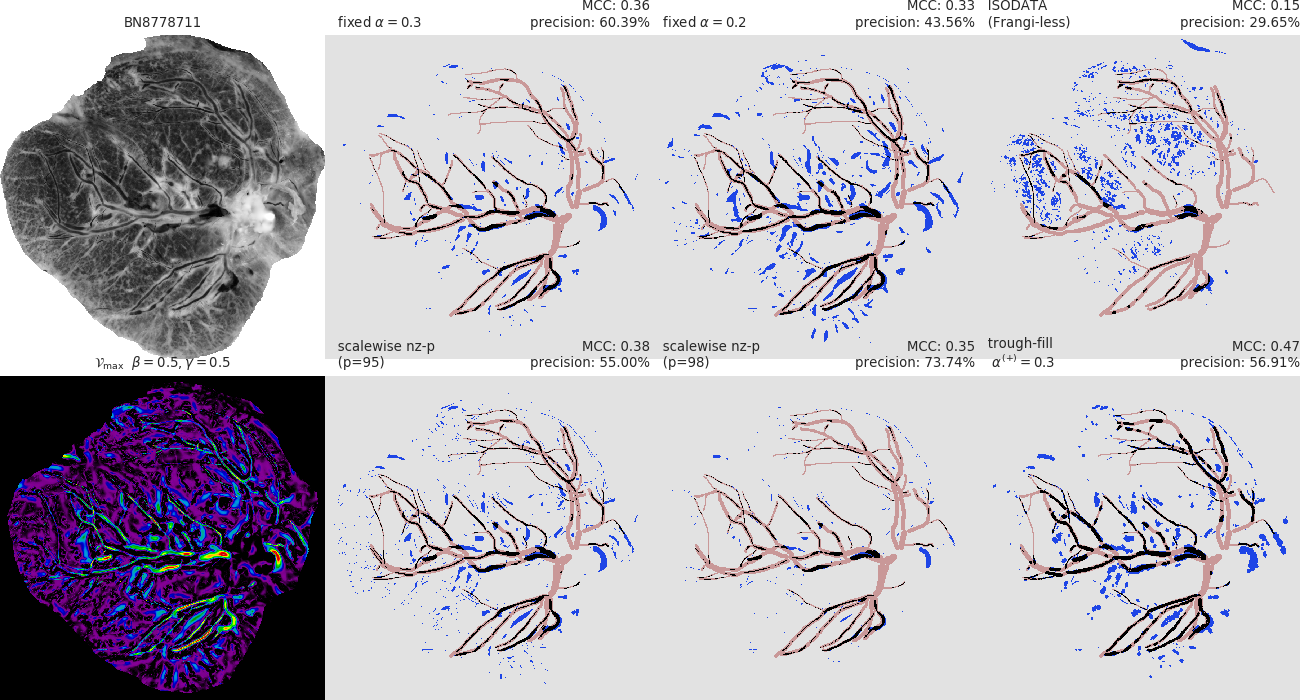 BN8778711
fixed α = 0.3
MCC: 0.36
precision: 60.39%
fixed α = 0.2
MCC: 0.33
precision: 43.56%
ISODATA
(Frangi-less)
MCC: 0.15
precision: 29.65%
𝒱max β = 0.5, γ = 0.5
scalewise nz-p
(p=95)
MCC: 0.38
precision: 55.00%
scalewise nz-p
(p=98)
MCC: 0.35
precision: 73.74%
trough-fill
α(+) = 0.3
MCC: 0.47
precision: 56.91%